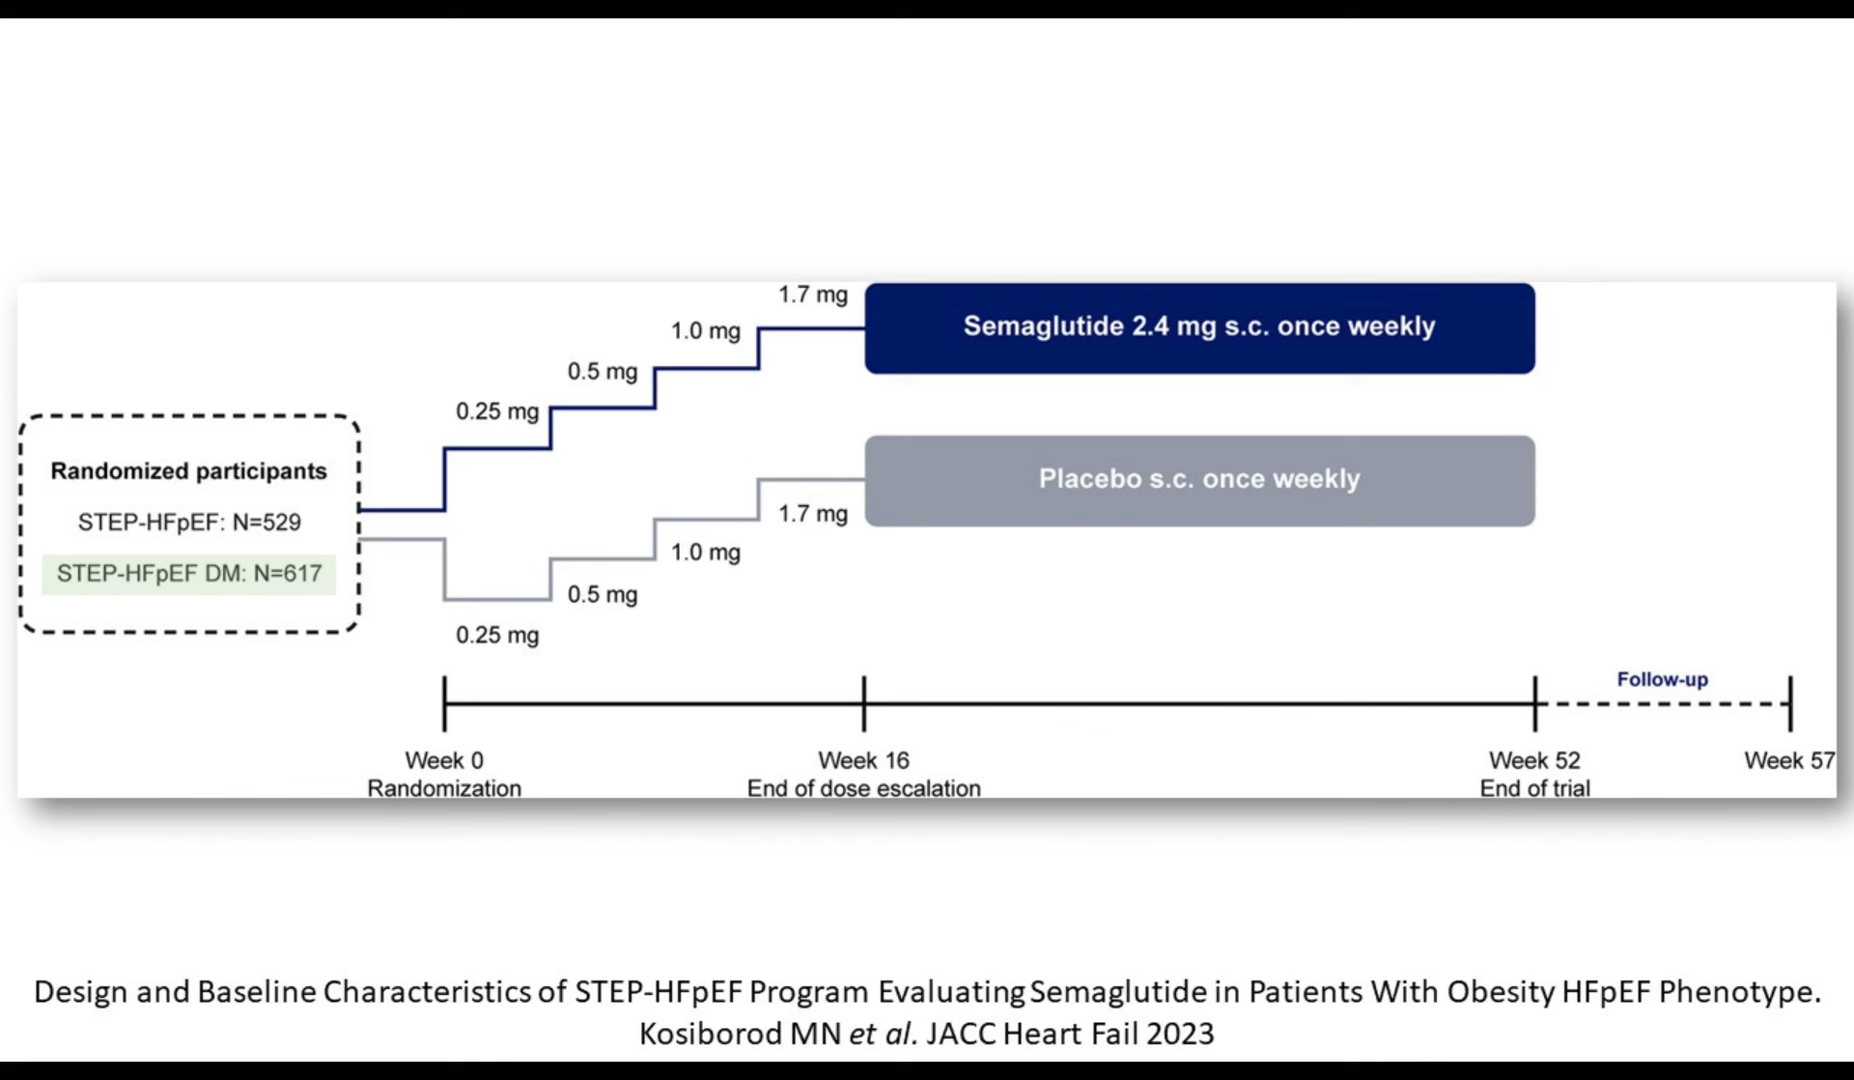 1.7 mg
Semaglutide 2.4 mg s.c. once weekly
1.0 mg
0.5 mg
0.25 mg
Randomized participants
STEP-HFpEF: N=529
STEP-HFpEF DM: N=617
Placebo s.c. once weekly
1.7 mg
1.0 mg
0.5 mg
0.25 mg
Follow-up
Week 0
Randomization
Week 16
End of dose escalation
Week 52
End of trial
Week 57
Design and Baseline Characteristics of STEP-HFpEF Program Evaluating Semaglutide in Patients With Obesity HFpEF Phenotype.
Kosiborod MN et al. JACC Heart Fail 2023